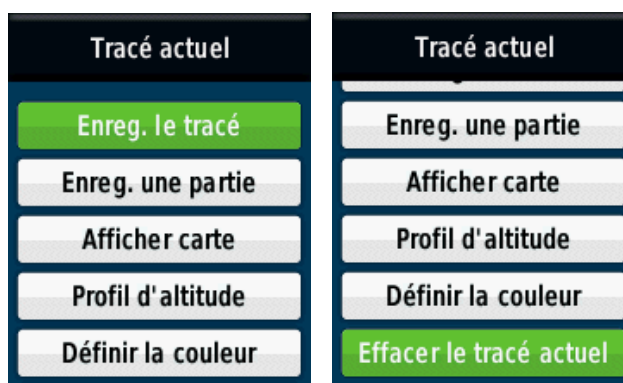 Tracé actuel
Enreg. le tracé
Enreg. une partie
Afficher carte
Profil d'altitude
Définir la couleur
Tracé actuel
Enreg. une partie
Afficher carte
Profil d'altitude
Définir la couleur
Effacer le tracé actuel